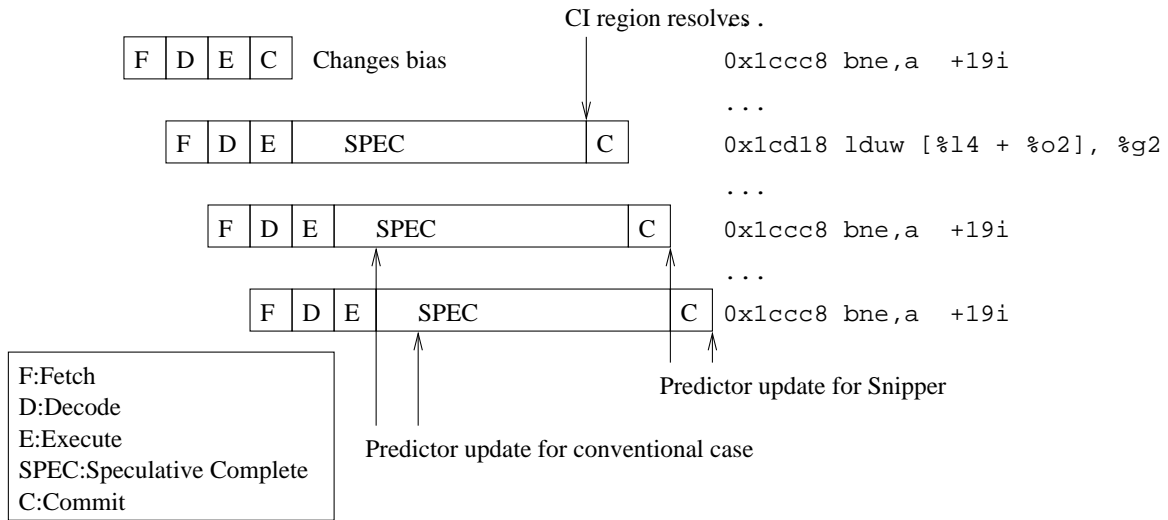 CI region resolves
...
F D E C Changes bias 0x1ccc8 bne,a +19i
...
F D E SPEC C 0x1cd18 lduw [%l4 + %o2], %g2
...
F D E SPEC C 0x1ccc8 bne,a +19i
...
F D E SPEC C 0x1ccc8 bne,a +19i
Predictor update for Snipper
Predictor update for conventional case
F:Fetch
D:Decode
E:Execute
SPEC:Speculative Complete
C:Commit